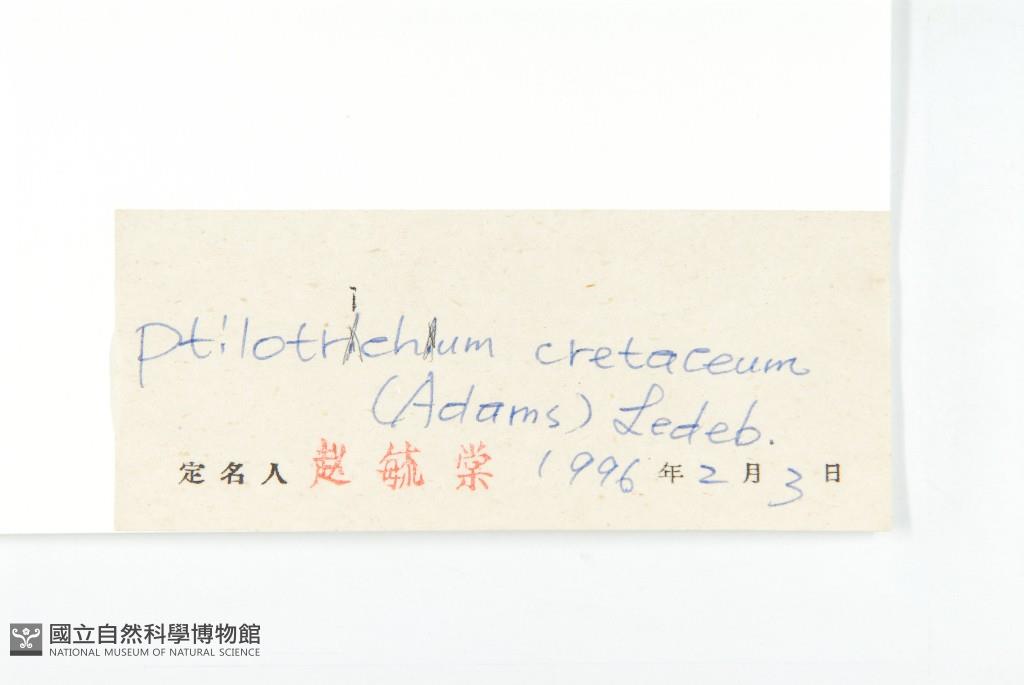 Ptilotrichum cretaceum
(Adams) Ledeb.
定名人 赵毓棠 1996 年 2 月 3 日
國立自然科學博物館
NATIONAL MUSEUM OF NATURAL SCIENCE